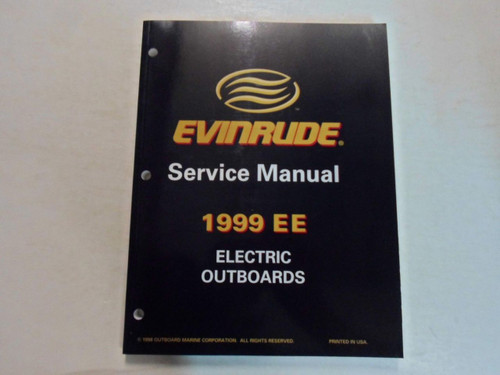 EVINRUDE®
Service Manual
1999 EE
ELECTRIC
OUTBOARDS
© 1998 OUTBOARD MARINE CORPORATION. ALL RIGHTS RESERVED. PRINTED IN USA.